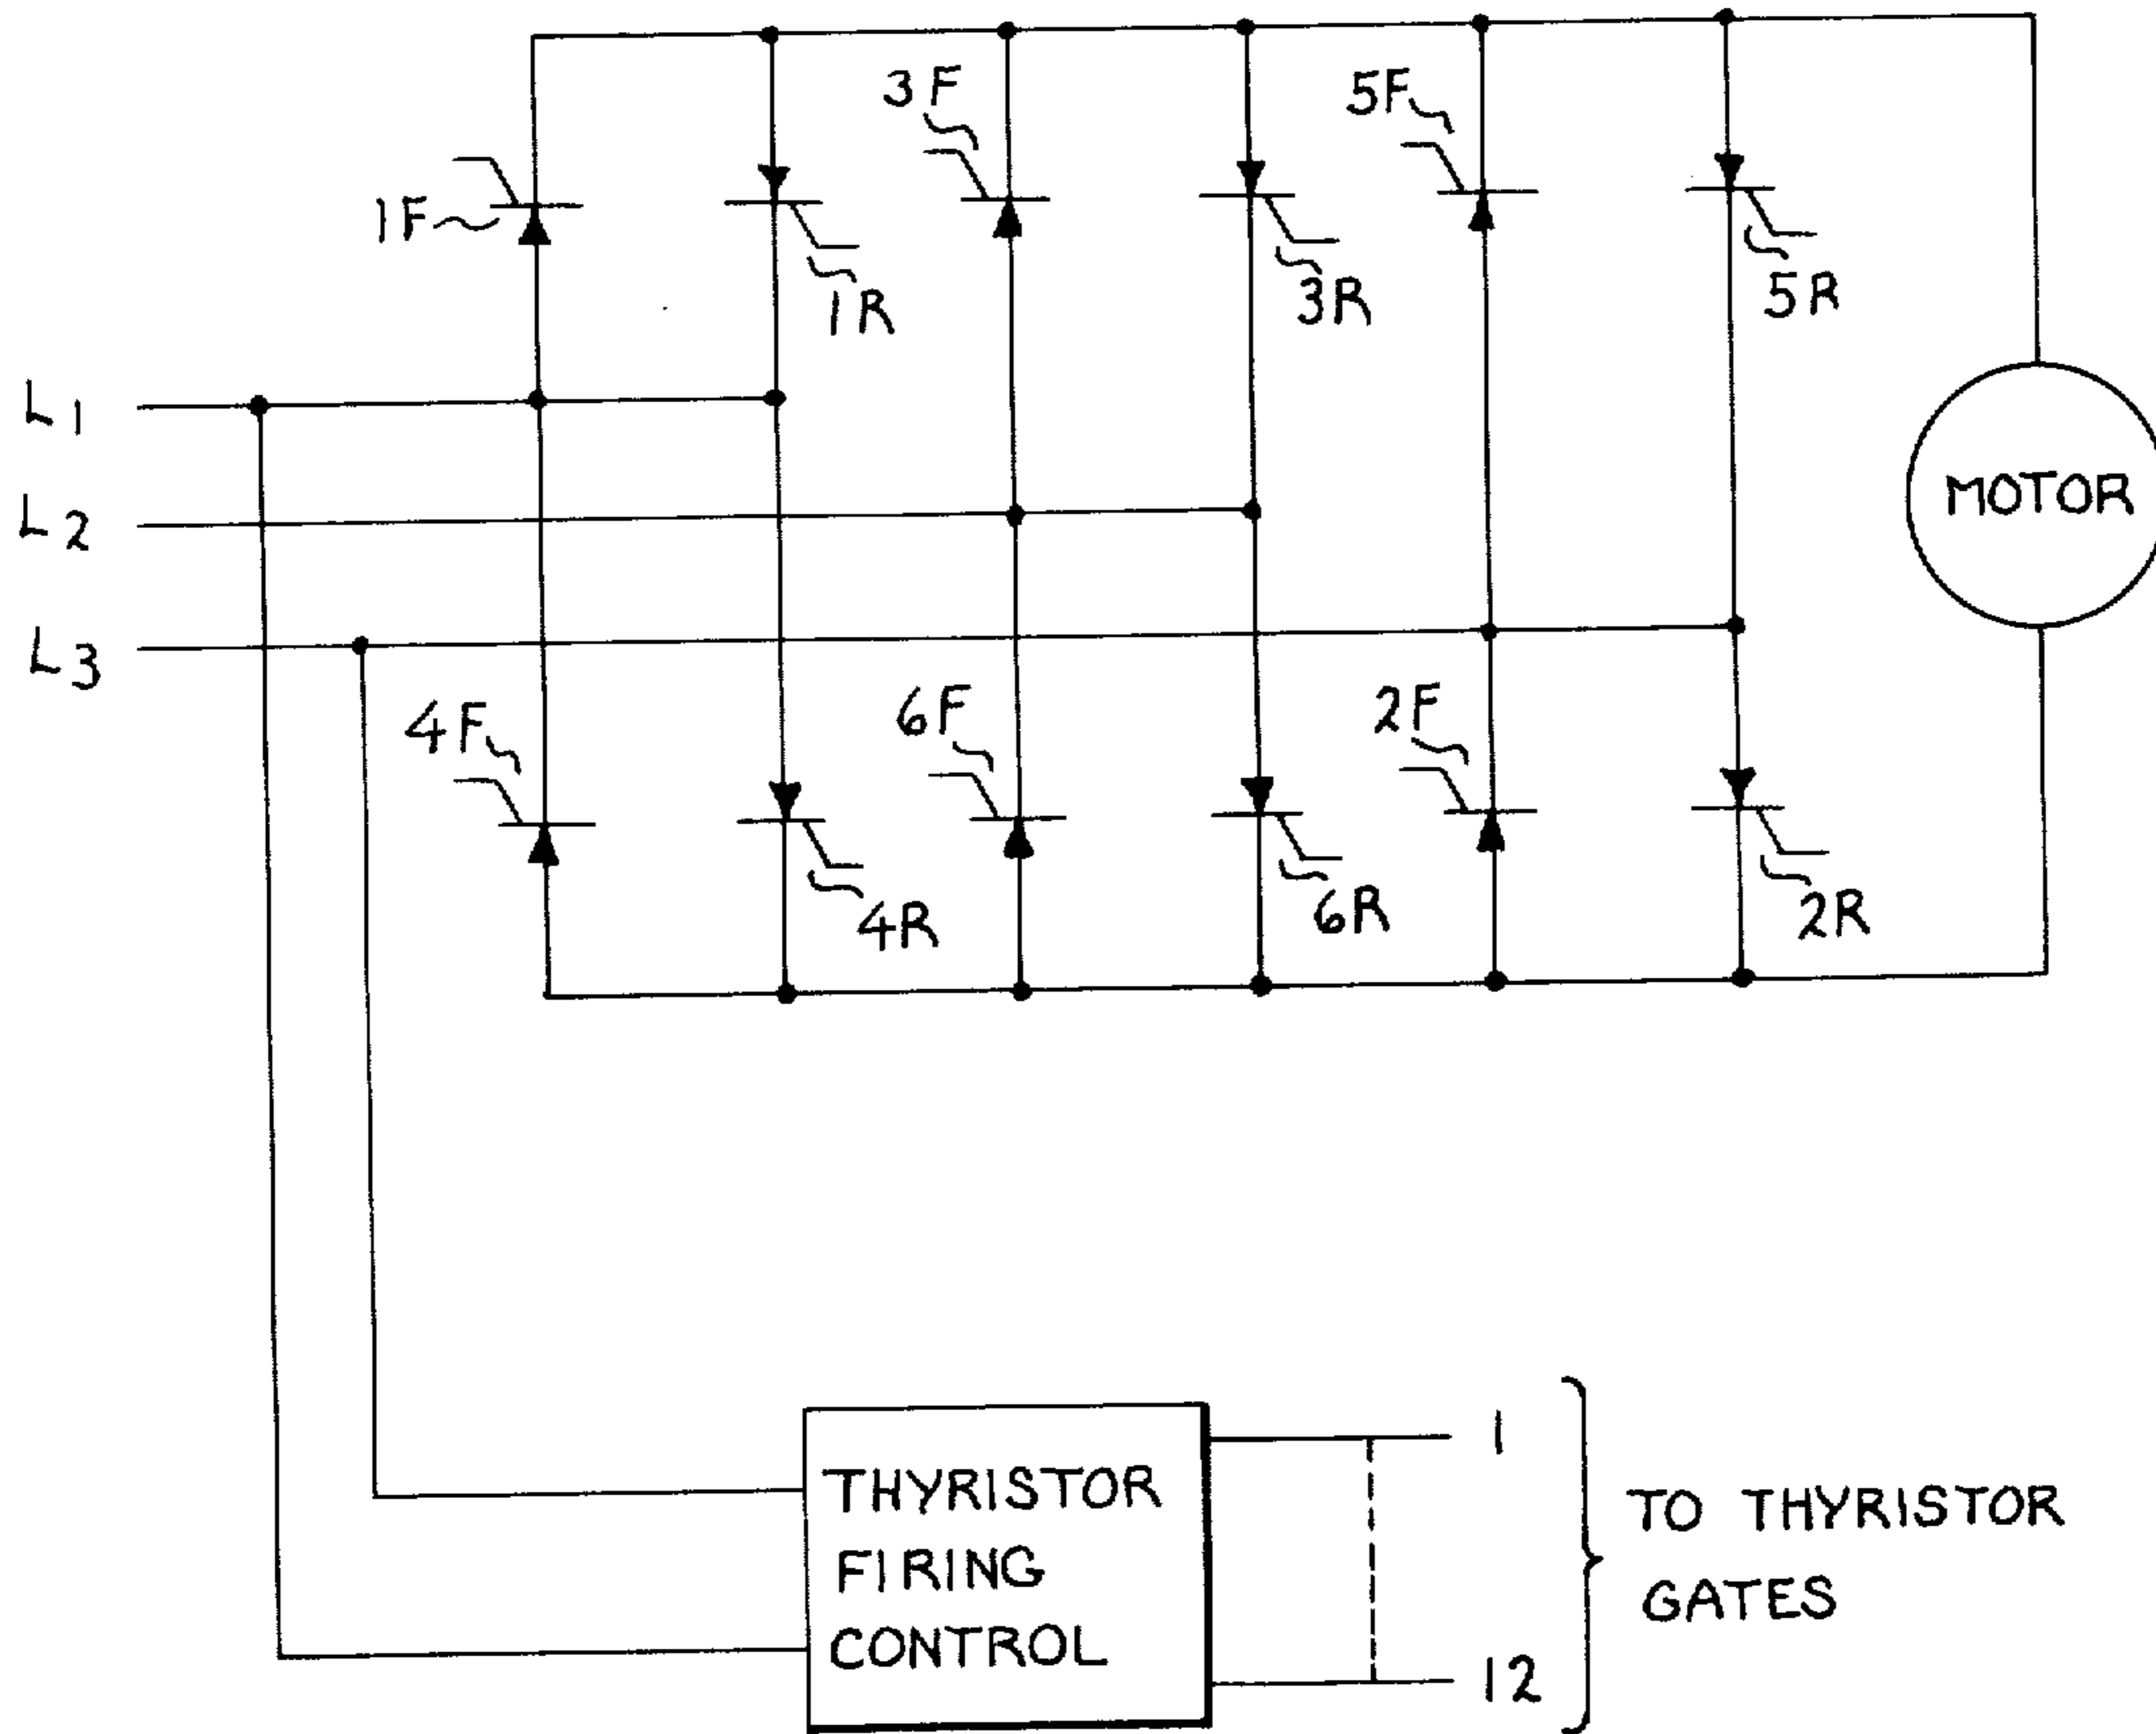 3F
5F
1F
1R
3R
5R
L1
L2
L3
MOTOR
4F
6F
2F
4R
6R
2R
THYRISTOR
FIRING
CONTROL
1
12
TO THYRISTOR
GATES